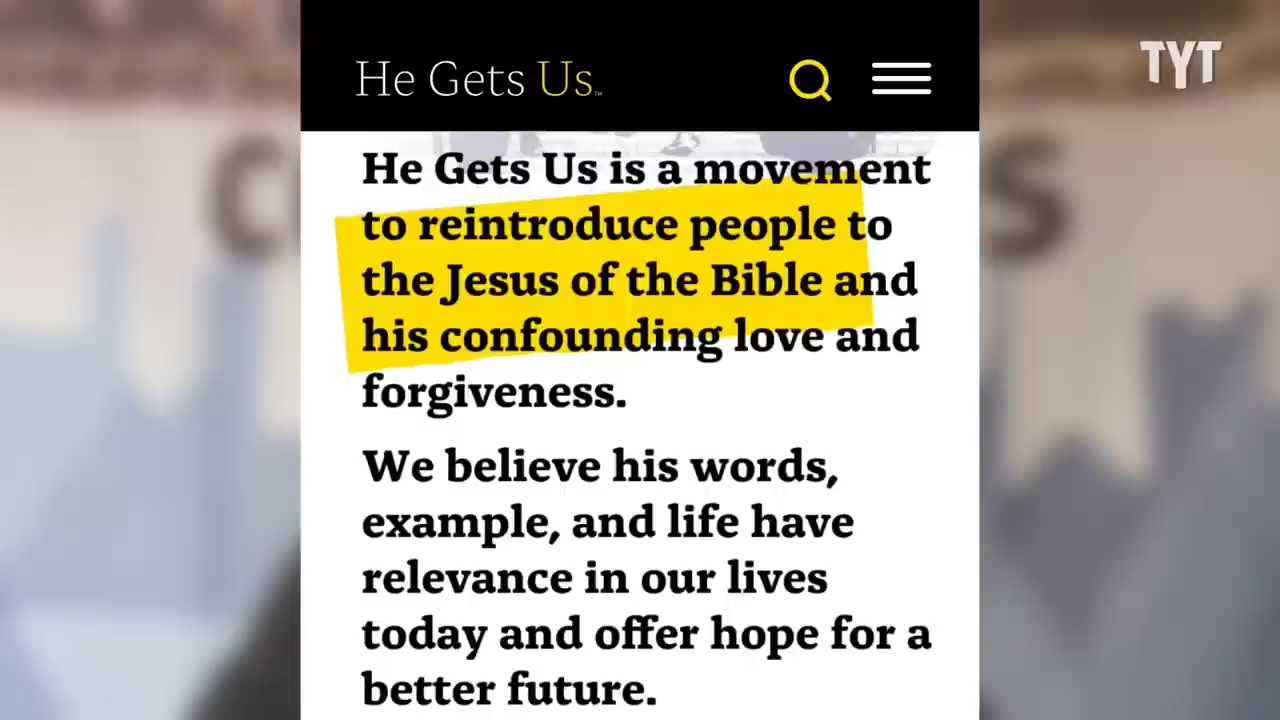 TYT
He Gets Us™
He Gets Us is a movement
to reintroduce people to
the Jesus of the Bible and
his confounding love and
forgiveness.
We believe his words,
example, and life have
relevance in our lives
today and offer hope for a
better future.